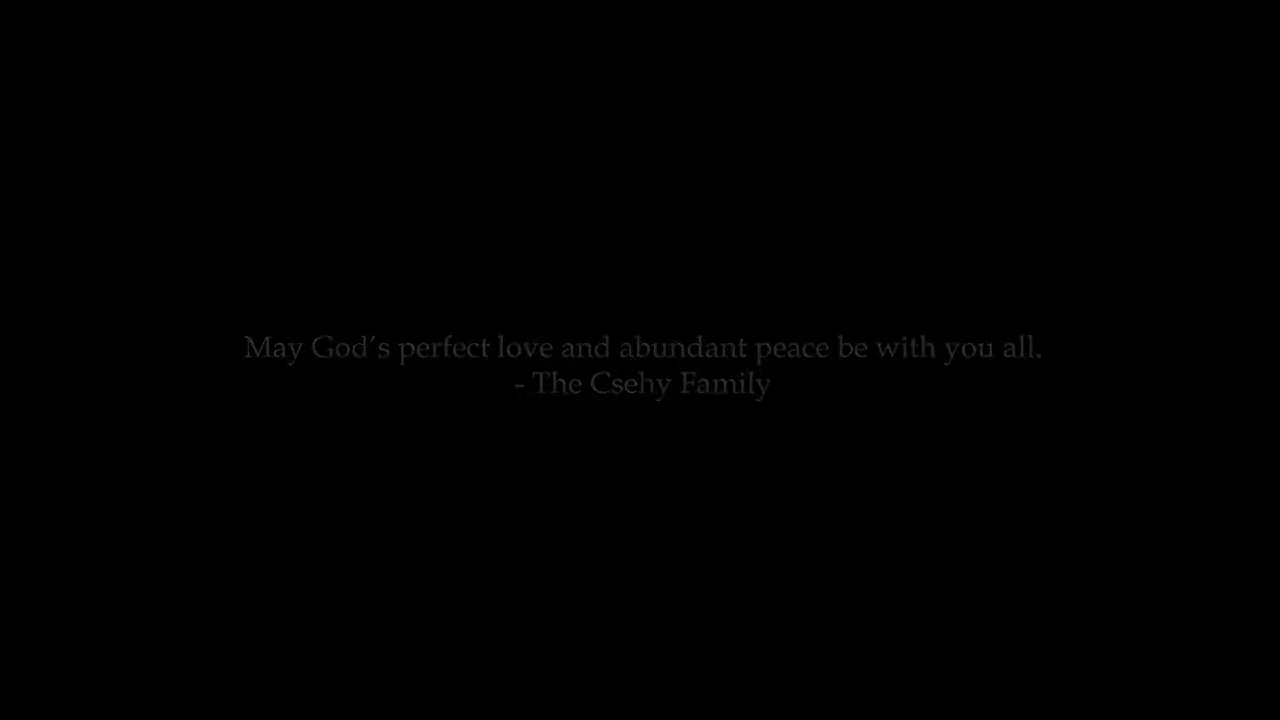 May God's perfect love and abundant peace be with you all.
- The Csehy Family